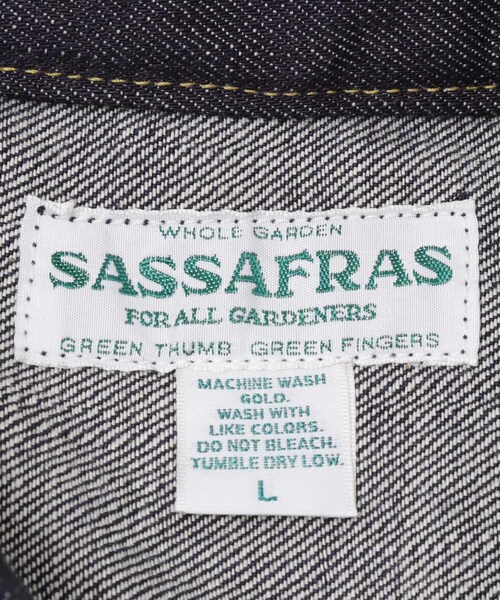 WHOLE GARDEN
SASSAFRAS
FOR ALL GARDENERS
GREEN THUMB GREEN FINGERS
MACHINE WASH
GOLD.
WASH WITH
LIKE COLORS.
DO NOT BLEACH.
TUMBLE DRY LOW.
L